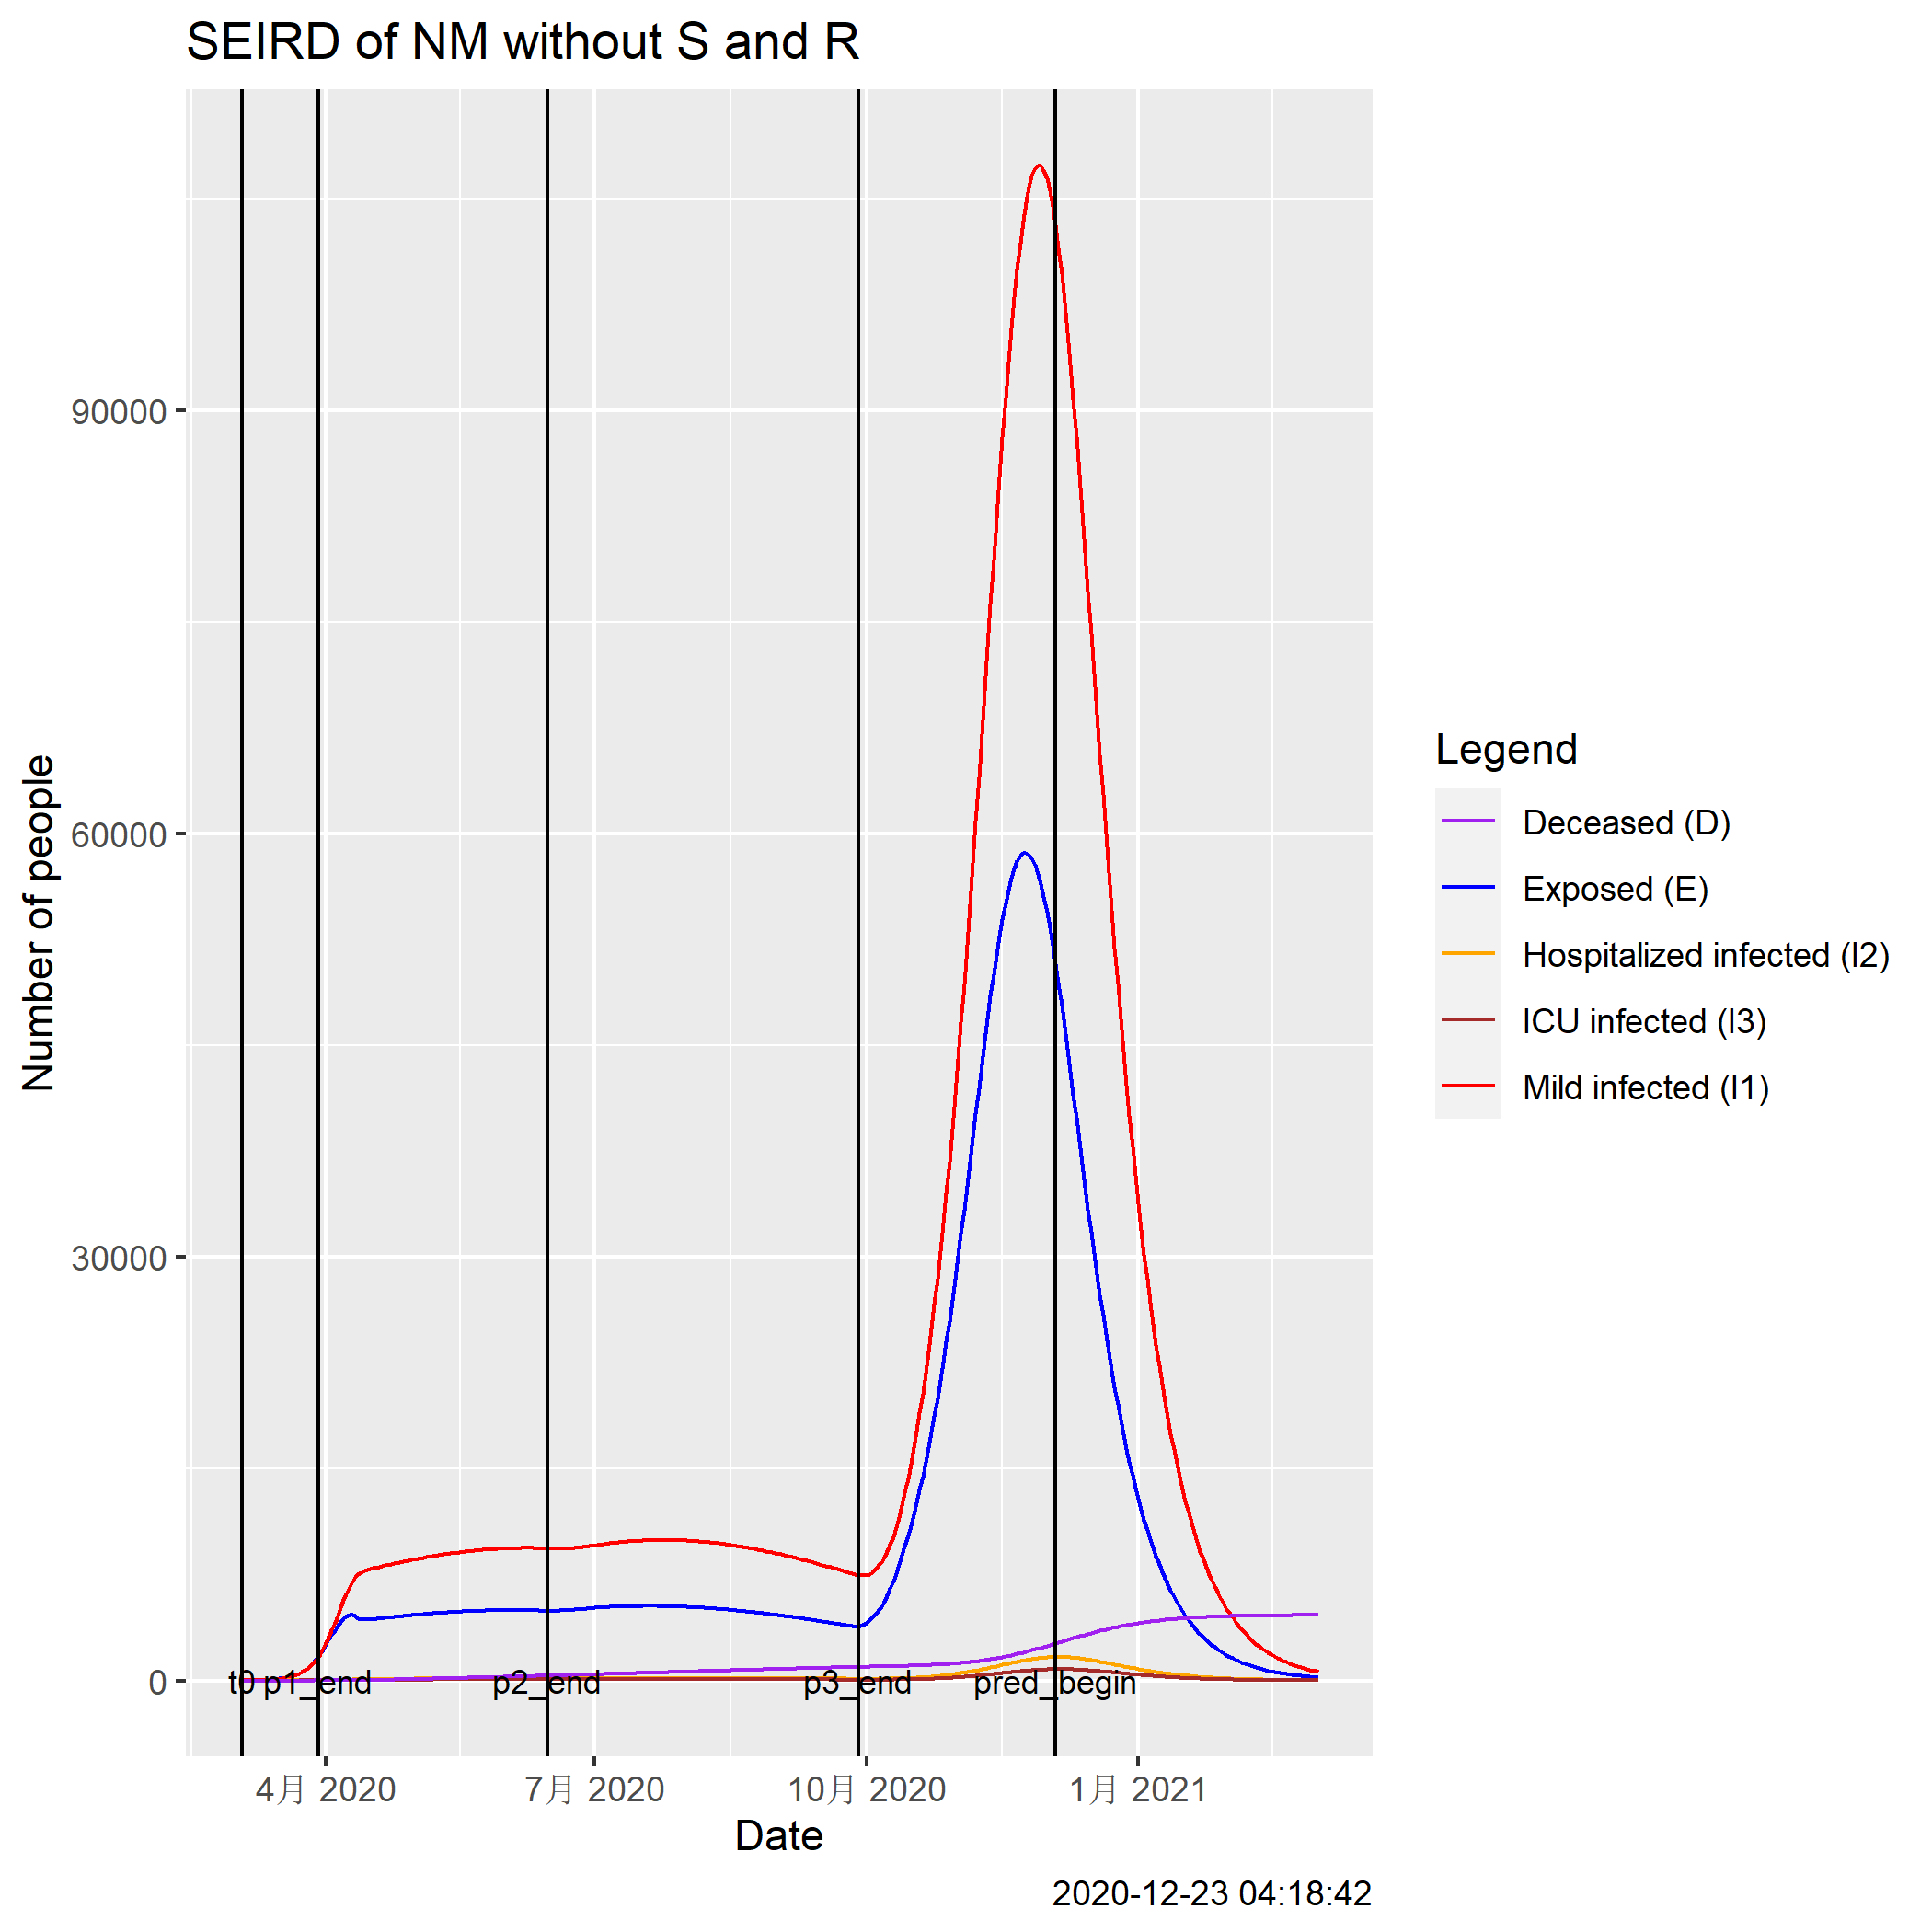 SEIRD of NM without S and R
Number of people
90000
60000
30000
0
t0 p1_end p2_end p3_end pred_begin
4月 2020 7月 2020 10月 2020 1月 2021
Date
Legend
Deceased (D)
Exposed (E)
Hospitalized infected (I2)
ICU infected (I3)
Mild infected (I1)
2020-12-23 04:18:42